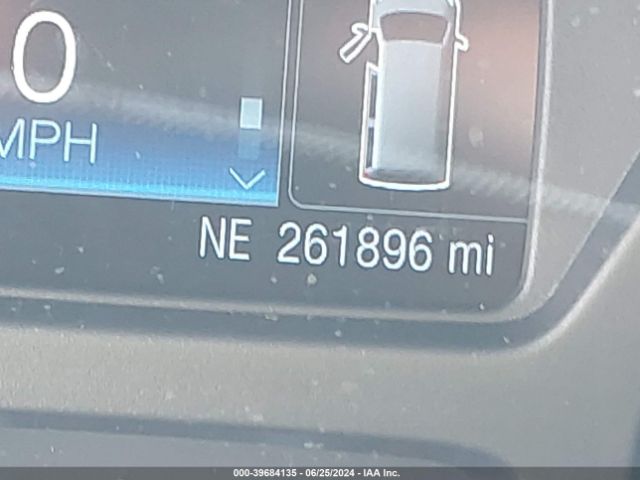 0
MPH
NE 261896 mi
000-39684135 - 06/25/2024 - IAA Inc.